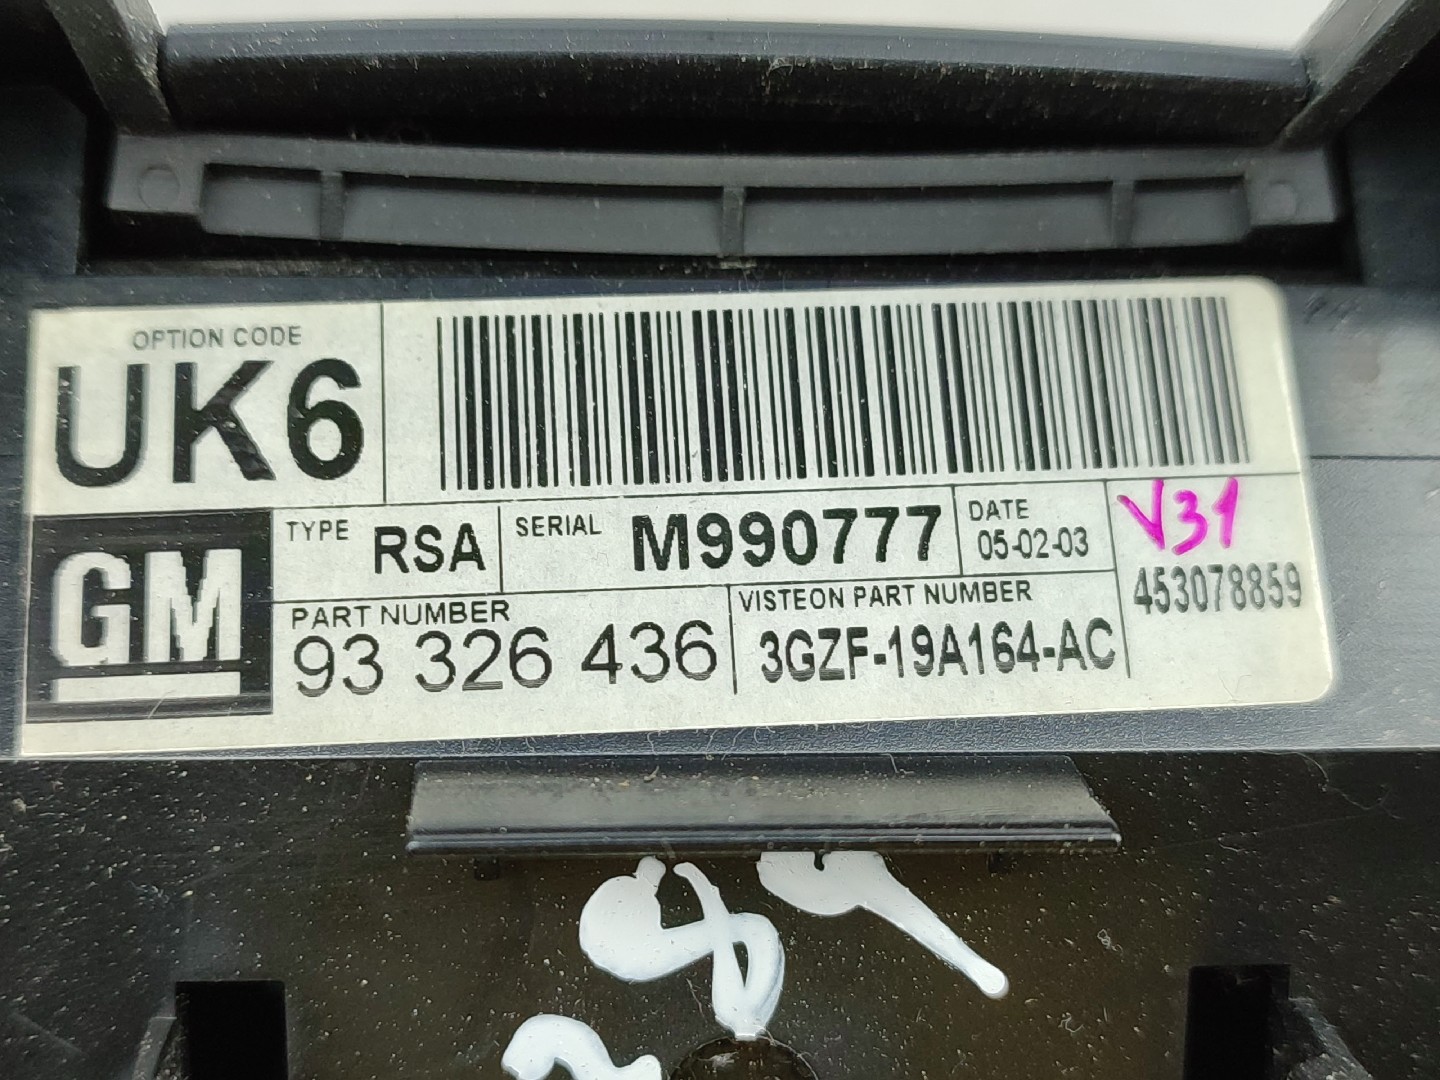 OPTION CODE
UK6
GM
TYPE RSA
SERIAL M990777
DATE
05-02-03
V31
453078859
PART NUMBER
93 326 436
VISTEON PART NUMBER
3GZF-19A164-AC